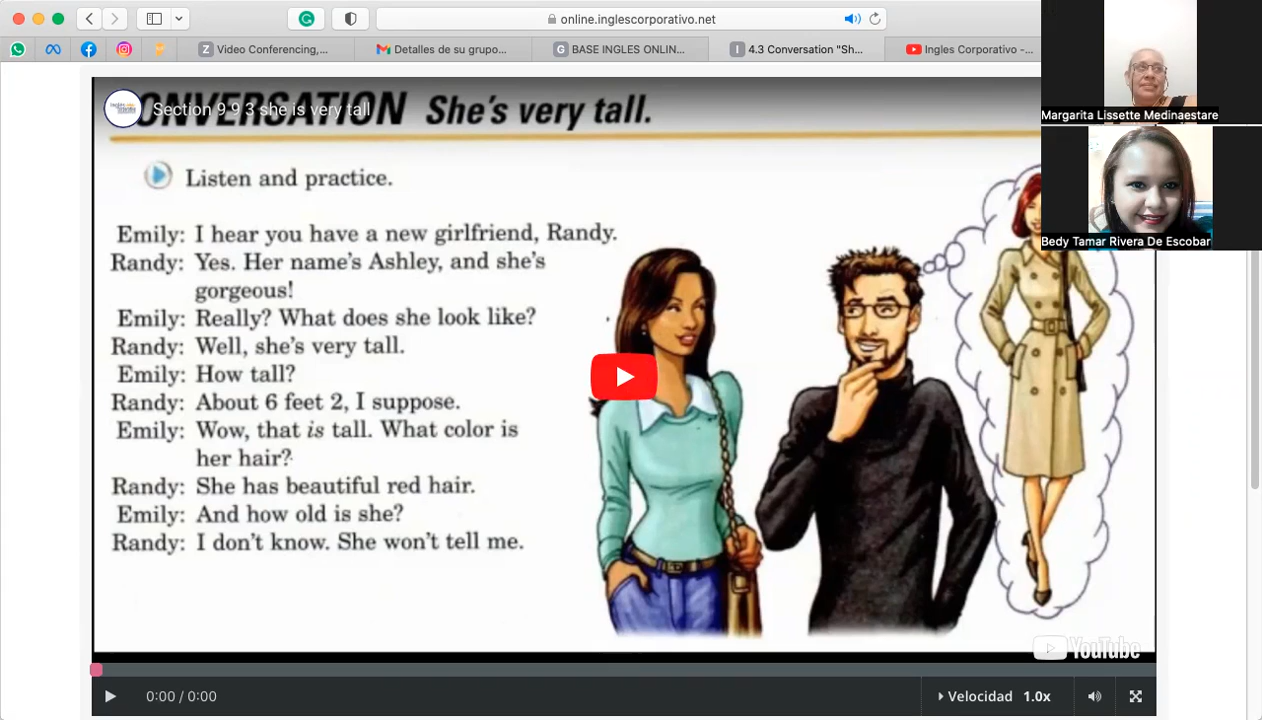 online.inglescorporativo.net
Video Conferencing,...
Detalles de su grupo...
BASE INGLES ONLIN...
4.3 Conversation "Sh...
Ingles Corporativo -...
Margarita Lissette Medinaestare
Bedy Tamar Rivera De Escobar
Section 9 9 3 she is very tall
ONVERSATION She's very tall.
Listen and practice.
Emily: I hear you have a new girlfriend, Randy.
Randy: Yes. Her name's Ashley, and she's
gorgeous!
Emily: Really? What does she look like?
Randy: Well, she's very tall.
Emily: How tall?
Randy: About 6 feet 2, I suppose.
Emily: Wow, that is tall. What color is
her hair?
Randy: She has beautiful red hair.
Emily: And how old is she?
Randy: I don't know. She won't tell me.
YouTube
0:00 / 0:00
Velocidad 1.0x